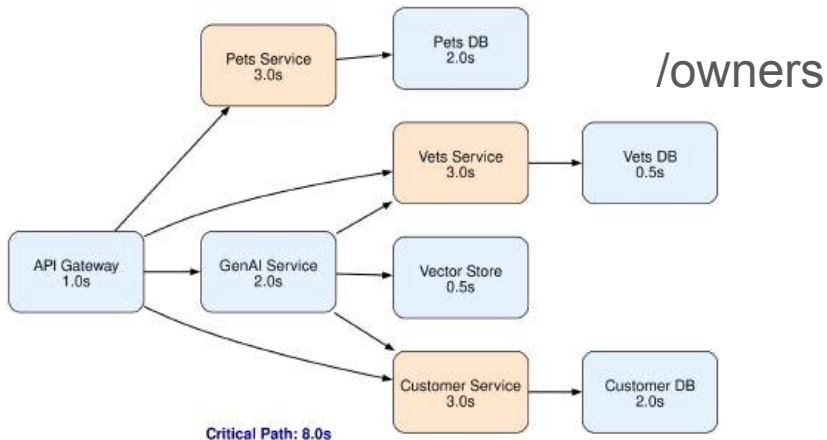 Pets Service
3.0s
Pets DB
2.0s
/owners
Vets Service
3.0s
Vets DB
0.5s
API Gateway
1.0s
GenAI Service
2.0s
Vector Store
0.5s
Customer Service
3.0s
Customer DB
2.0s
Critical Path: 8.0s